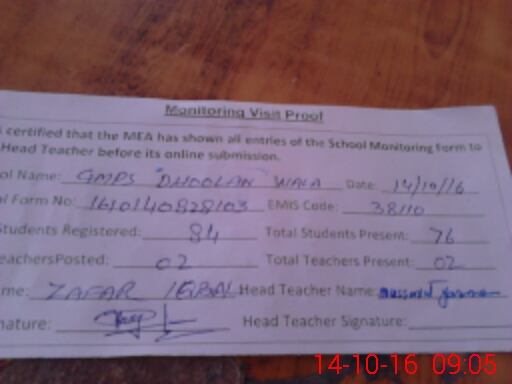 Monitoring Visit Proof
certified that the MEA has shown all entries of the School Monitoring Form to
Head Teacher before its online submission.
ol Name: GMPS DHOOLAN WALA Date: 14/10/16
al Form No: 1610140828103 EMIS Code: 38110
Students Registered: 84 Total Students Present: 76
eachersPosted: 02 Total Teachers Present: 02
me: ZAFAR IQBAL Head Teacher Name:
nature: Head Teacher Signature:
14-10-16 09:05